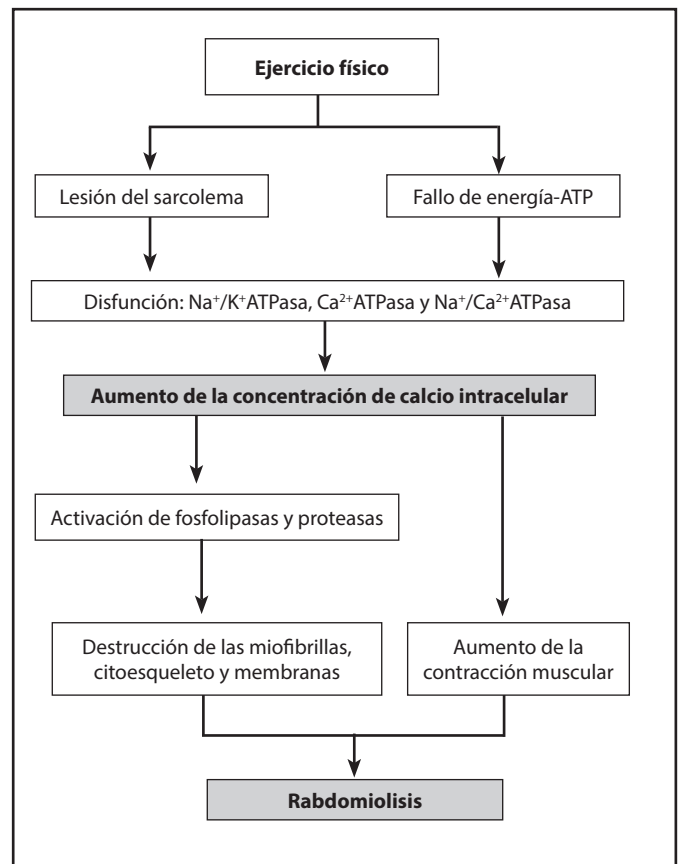 Ejercicio físico
Lesión del sarcolema
Fallo de energía-ATP
Disfunción: Na⁺/K⁺ATPasa, Ca²⁺ATPasa y Na⁺/Ca²⁺ATPasa
Aumento de la concentración de calcio intracelular
Activación de fosfolipasas y proteasas
Destrucción de las miofibrillas,
citoesqueleto y membranas
Aumento de la
contracción muscular
Rabdomiolisis